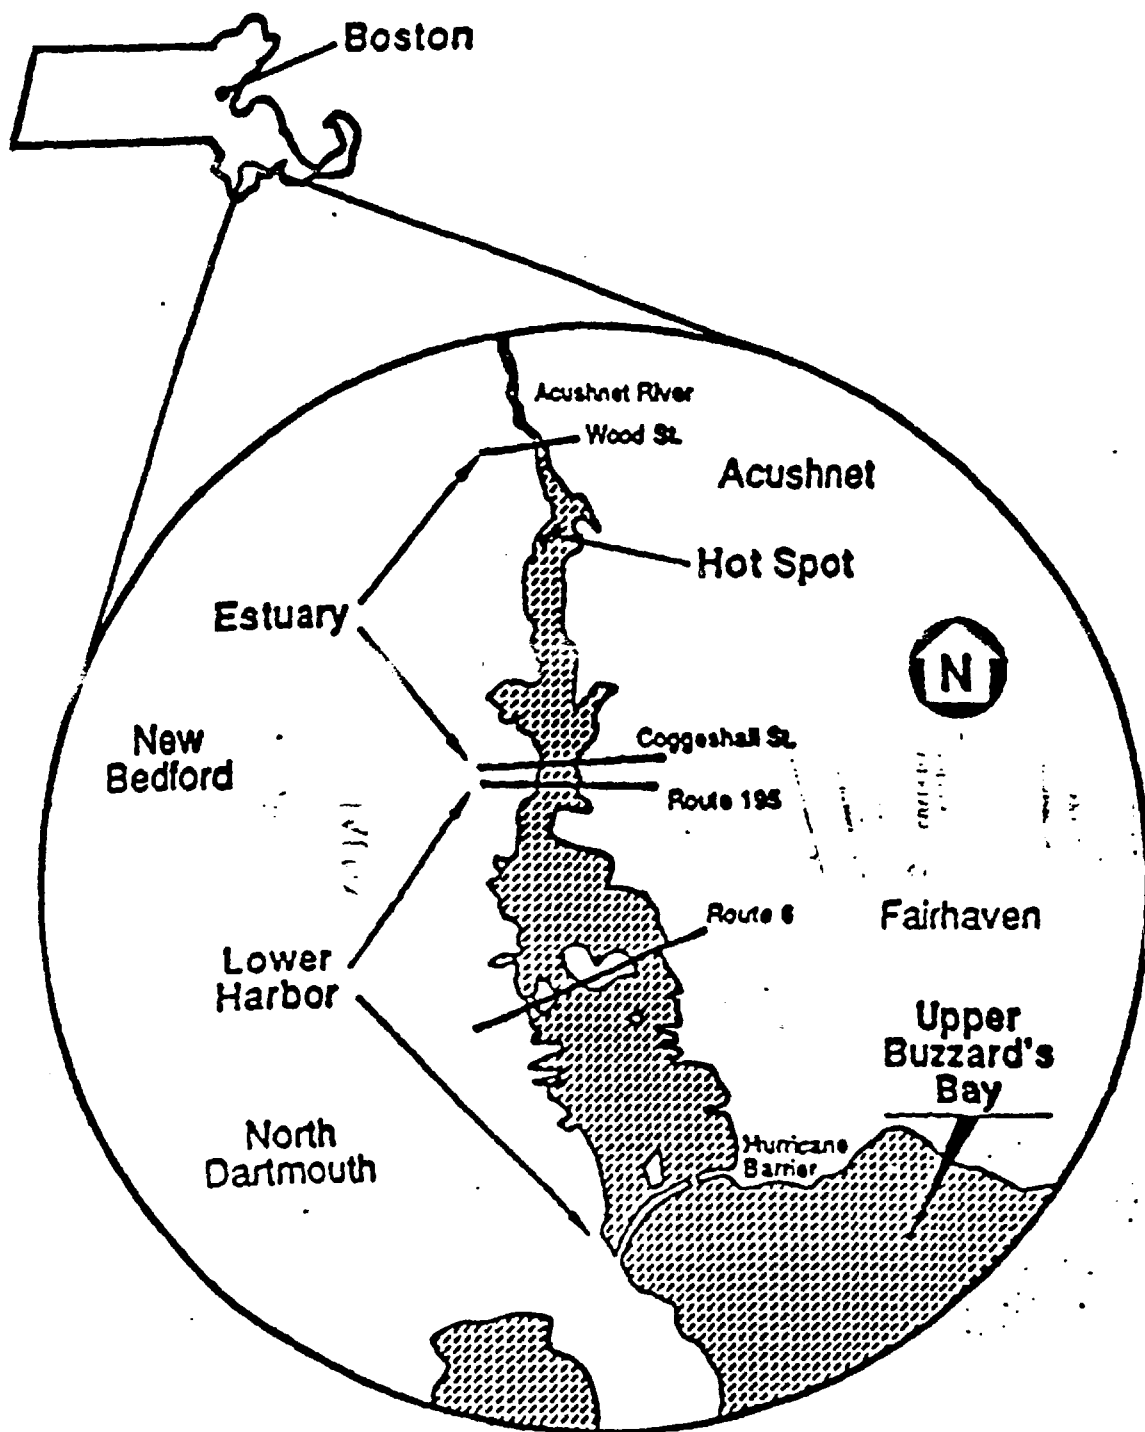 Boston
Acushnet River
Wood St.
Acushnet
Hot Spot
Estuary
N
New
Bedford
Coggeshall St.
Route 195
Route 6
Fairhaven
Lower
Harbor
Upper
Buzzard's
Bay
North
Dartmouth
Hurricane
Barrier